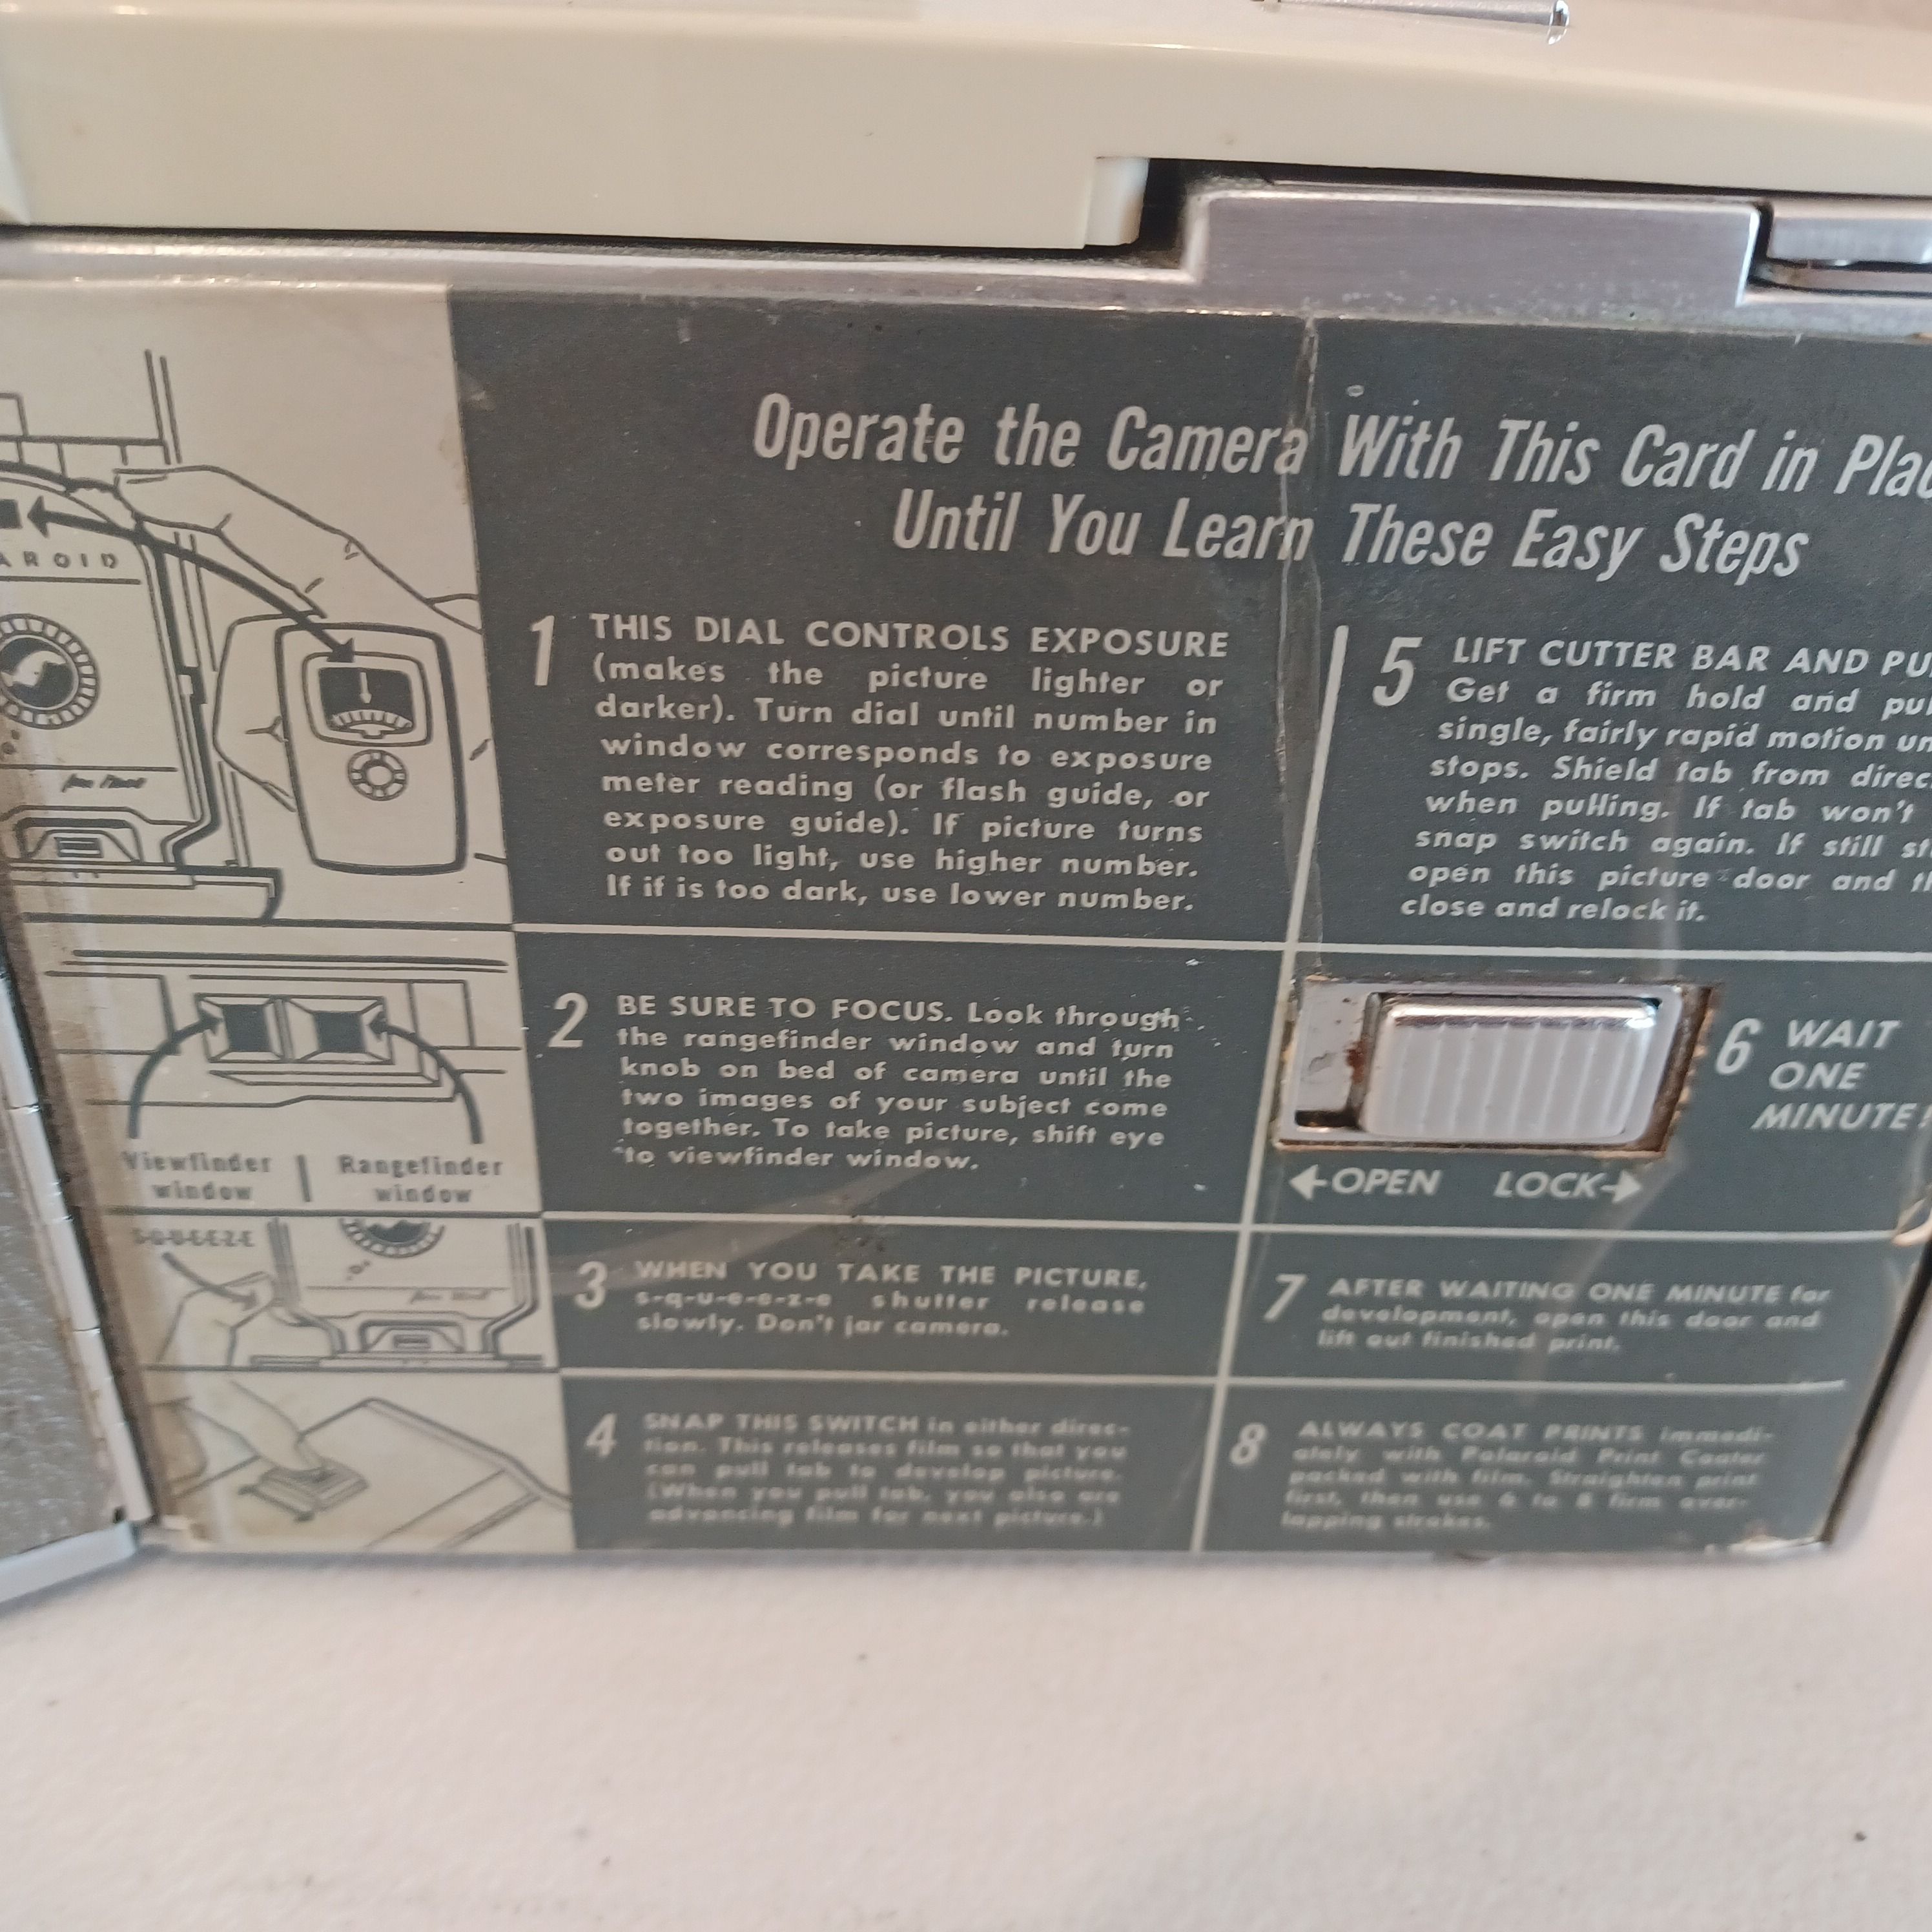 Operate the Camera With This Card in
Until You Learn These Easy Steps
AROID
1 THIS DIAL CONTROLS EXPOSURE
(makes the picture lighter or
darker). Turn dial until number in
window corresponds to exposure
meter reading (or flash guide, or
exposure guide). If picture turns
out too light, use higher number.
If if is too dark, use lower number.
Viewfinder
window
Rangefinder
window
2 BE SURE TO FOCUS. Look through
the rangefinder window and turn
knob on bed of camera until the
two images of your subject come
together. To take picture, shift eye
to viewfinder window.
S-Q-U-E-E-Z-E
3 WHEN YOU TAKE THE PICTURE,
s-q-u-e-e-z-e shutter release
slowly. Don't jar camera.
4 SNAP THIS SWITCH in either direc-
tion. This releases film so that you
can pull tab to develop picture.
(When you pull tab, you also are
advancing film for next picture.)
5 LIFT CUTTER BAR AND PU
Get a firm hold and pu
single, fairly rapid motion un
stops. Shield tab from direc
when pulling. If tab won't
snap switch again. If still st
open this picture door and th
close and relock it.
OPEN LOCK
6 WAIT
ONE
MINUTE!
7 AFTER WAITING ONE MINUTE for
development, open this door and
lift out finished print.
8 ALWAYS COAT PRINTS immedi-
ately with Polaroid Print Coater
packed with film. Straighten print
first, then use 6 to 8 firm over-
lapping strokes.